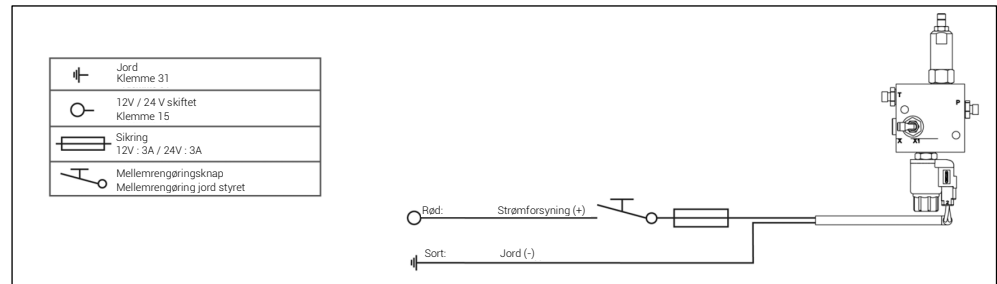 Jord
Klemme 31
12V / 24 V skiftet
Klemme 15
Sikring
12V : 3A / 24V : 3A
Mellemrengøringsknap
Mellemrengøring jord styret
T
P
X
X1
Rød:
Strømforsyning (+)
Sort:
Jord (-)